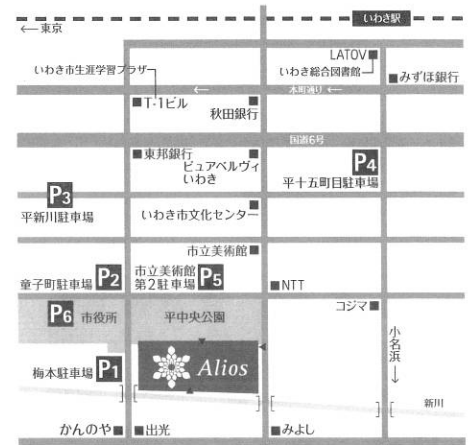 いわき駅
←東京
LATOV
いわき総合図書館
いわき市生涯学習プラザ
みずほ銀行
本町通り
T-1ビル
秋田銀行
国道6号
東邦銀行
ピュアベルヴィ
いわき
P4
平十五町目駐車場
P3
平新川駐車場
いわき市文化センター
市立美術館
童子町駐車場 P2
市立美術館
第2駐車場 P5
NTT
P6 市役所
平中央公園
コジマ
小名浜
梅本駐車場 P1
Alios
新川
かんのや
出光
みよし